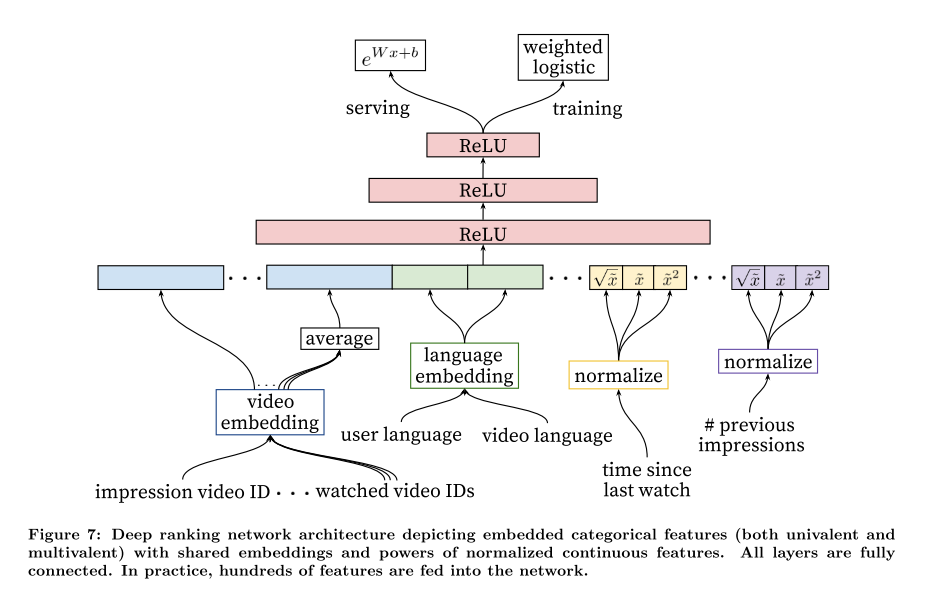 e^{Wx+b}
weighted
logistic
serving
training
ReLU
ReLU
ReLU
. . .
. . .
√x̃ x̃ x̃²
. . .
√x̃ x̃ x̃²
average
. . .
video
embedding
language
embedding
normalize
normalize
user language
video language
# previous
impressions
time since
last watch
impression video ID . . . watched video IDs
Figure 7: Deep ranking network architecture depicting embedded categorical features (both univalent and
multivalent) with shared embeddings and powers of normalized continuous features. All layers are fully
connected. In practice, hundreds of features are fed into the network.